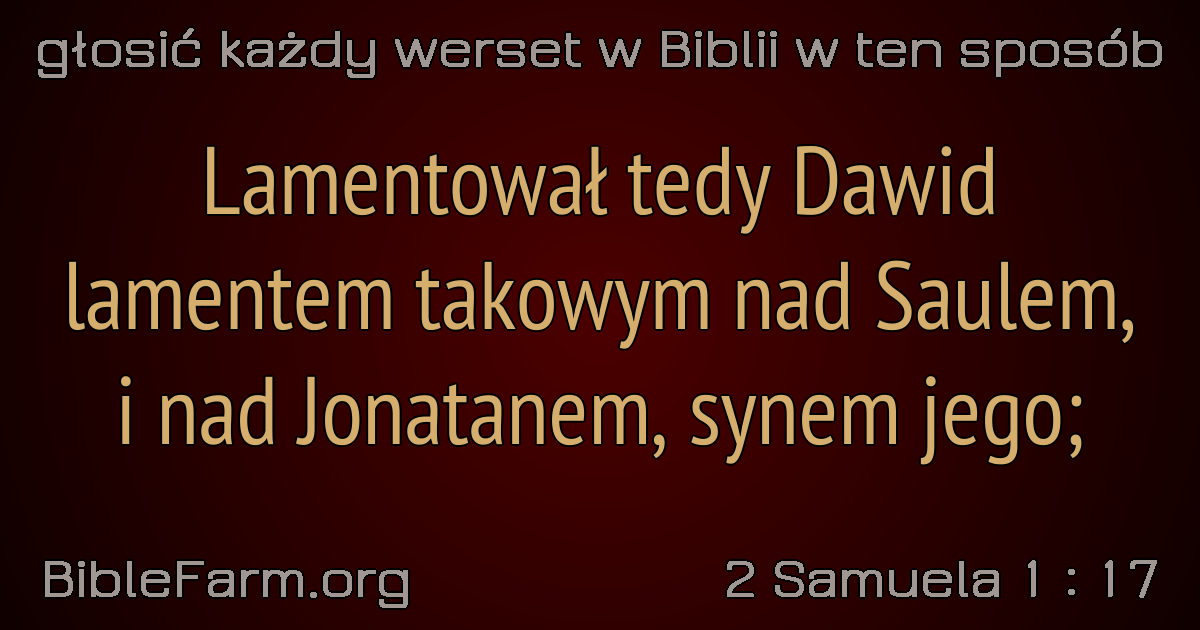 głosić każdy werset w Biblii w ten sposób
Lamentował tedy Dawid
lamentem takowym nad Saulem,
i nad Jonatanem, synem jego;
BibleFarm.org
2 Samuela 1 : 17